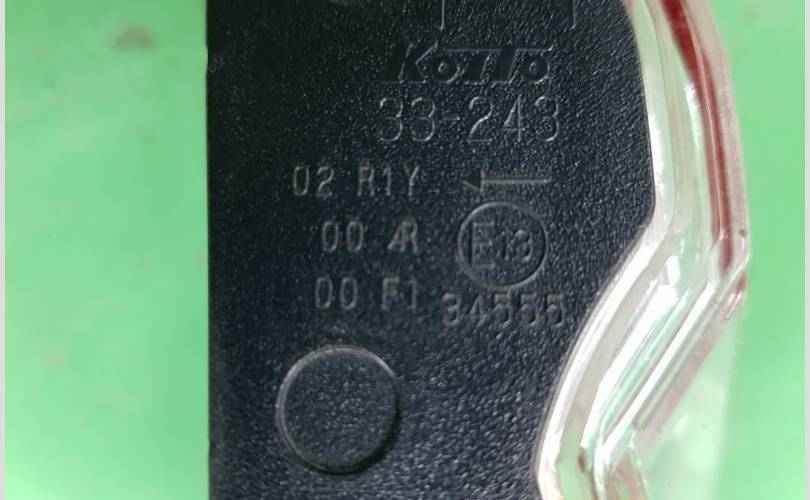 KOITO
33-243
02 R1Y ←
00 AR E13
00 F1 34555